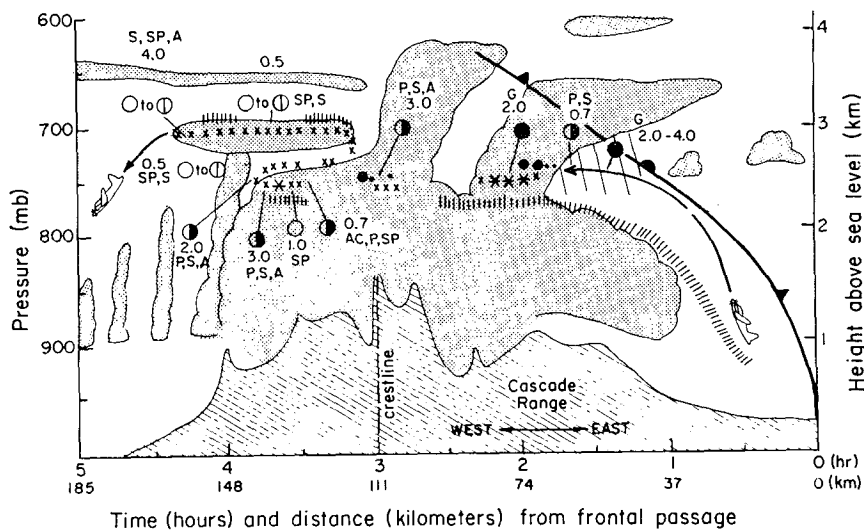 Pressure (mb)
600
700
800
900
Height above sea level (km)
4
3
2
1
S, SP, A
4.0
0.5
to
to
SP, S
0.5
SP, S
to
P, S, A
3.0
G
2.0
P, S
0.7
G
2.0-4.0
2.0
P, S, A
3.0
P, S, A
1.0
SP
0.7
AC, P, SP
crestline
Cascade
Range
WEST EAST
5 4 3 2 1 0 (hr)
185 148 111 74 37 0 (km)
Time (hours) and distance (kilometers) from frontal passage